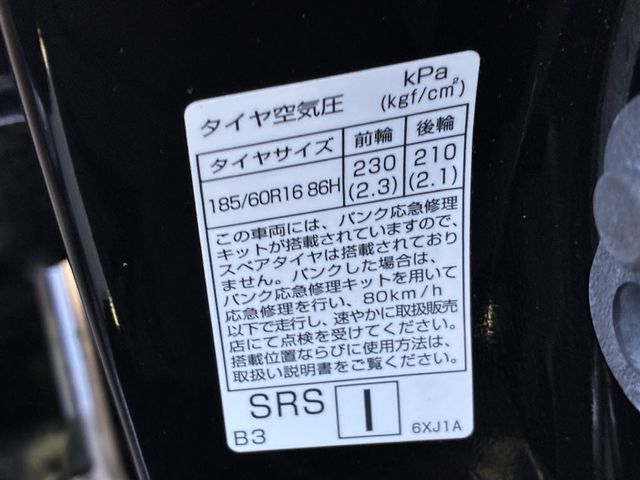 タイヤ空気圧 kPa
(kgf/cm²)
タイヤサイズ 前輪 後輪
185/60R16 86H 230 210
(2.3) (2.1)
この車両には、パンク応急修理
キットが搭載されていますので、
スペアタイヤは搭載されており
ません。パンクした場合は、
パンク応急修理キットを用いて
応急修理を行い、80km/h
以下で走行し、速やかに取扱販売
店にて点検を受けてください。
搭載位置ならびに使用方法は、
取扱い説明書をご覧ください。
SRS I
B3 6XJ1A